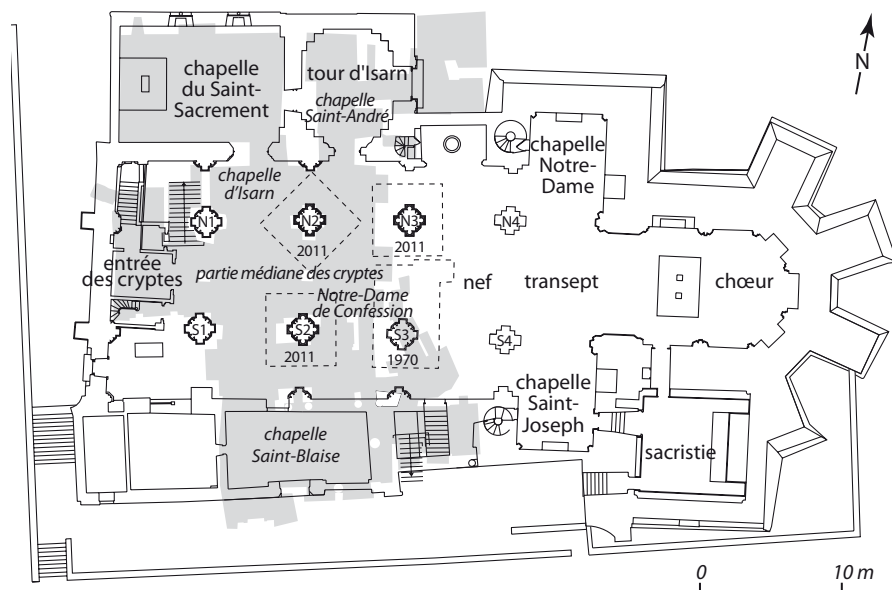 N
chapelle
du Saint-
Sacrement
tour d'Isarn
chapelle
Saint-André
chapelle
Notre-
Dame
chapelle
d'Isarn
N1
N2
N3
N4
2011
2011
entrée
des cryptes
partie médiane des cryptes
nef
transept
chœur
Notre-Dame
de Confession
S1
S2
S3
S4
2011
1970
chapelle
Saint-
Joseph
chapelle
Saint-Blaise
sacristie
0
10 m